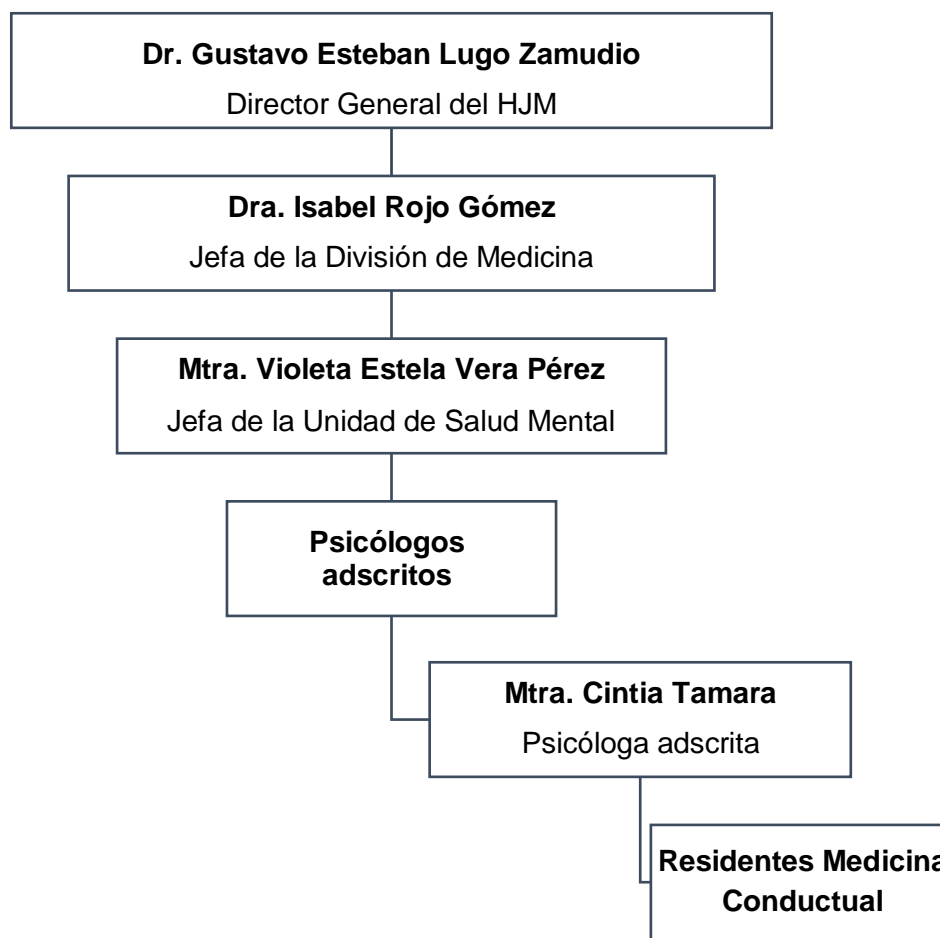 Dr. Gustavo Esteban Lugo Zamudio
Director General del HJM
Dra. Isabel Rojo Gómez
Jefa de la División de Medicina
Mtra. Violeta Estela Vera Pérez
Jefa de la Unidad de Salud Mental
Psicólogos
adscritos
Mtra. Cintia Tamara
Psicóloga adscrita
Residentes Medicina
Conductual